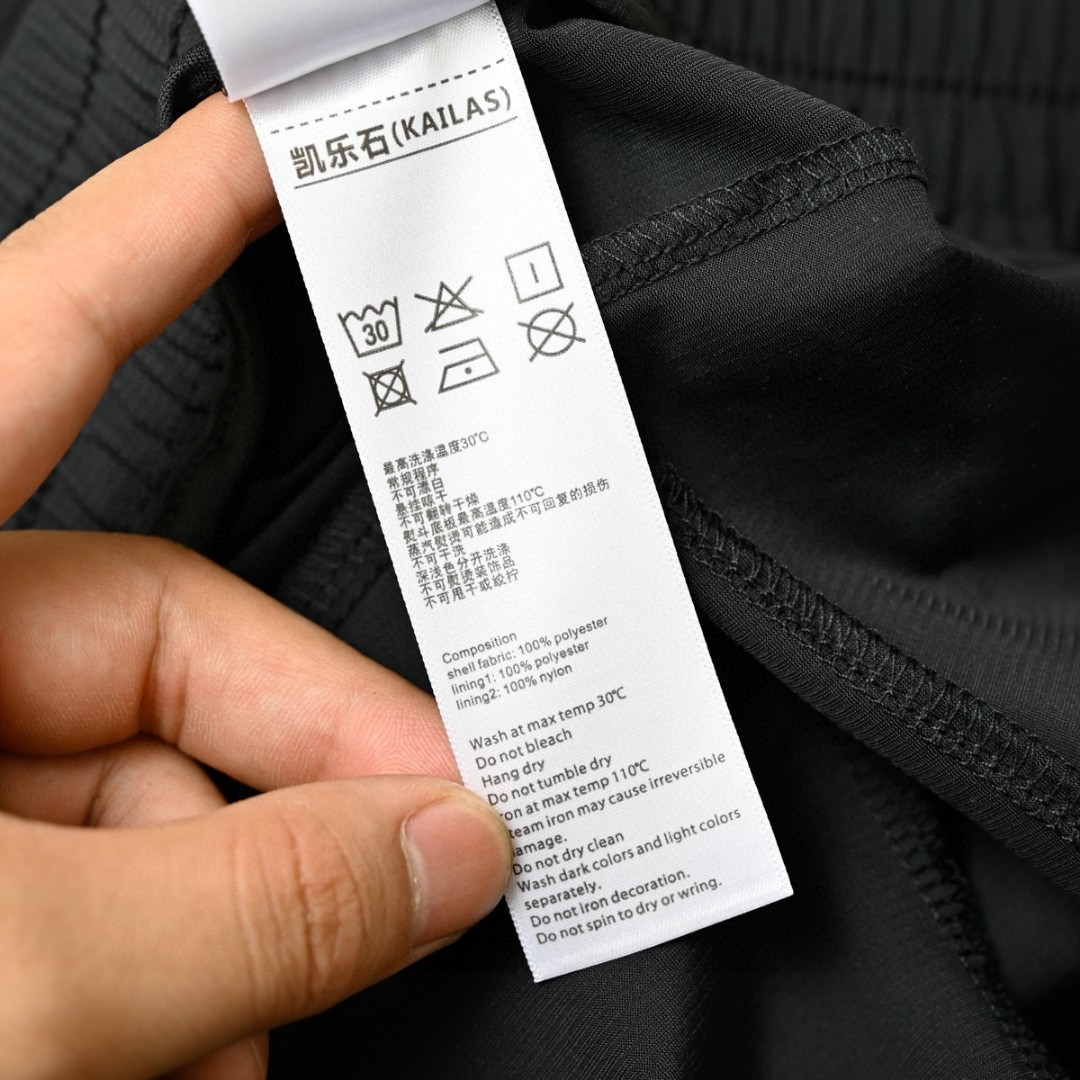 凯乐石(KAILAS)
30
最高洗涤温度30℃
常规程序
不可漂白
悬挂晾干
不可翻转干燥
熨斗底板最高温度110℃
蒸汽熨烫可能造成不可回复的损伤
不可干洗
深浅色分开洗涤
不可熨烫装饰品
不可甩干或绞拧
Composition
shell fabric: 100% polyester
lining1: 100% polyester
lining2: 100% nylon
Wash at max temp 30℃
Do not bleach
Hang dry
Do not tumble dry
ron at max temp 110℃
team iron may cause irreversible
amage.
Do not dry clean
Wash dark colors and light colors
separately.
Do not iron decoration.
Do not spin to dry or wring.